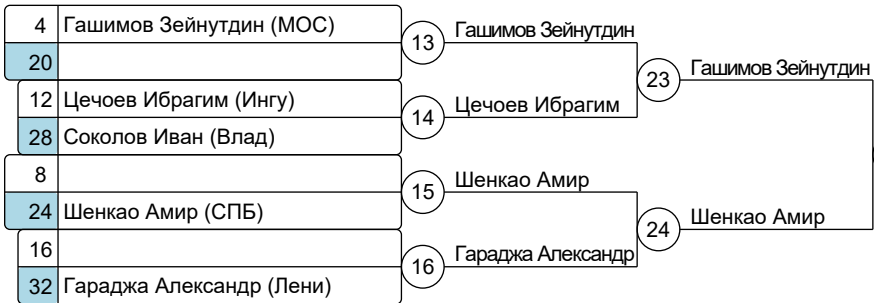 4 Гашимов Зейнутдин (МОС)
13 Гашимов Зейнутдин
20
23 Гашимов Зейнутдин
12 Цечоев Ибрагим (Ингу)
14 Цечоев Ибрагим
28 Соколов Иван (Влад)
8
15 Шенкао Амир
24 Шенкао Амир (СПБ)
24 Шенкао Амир
16
16 Гараджа Александр
32 Гараджа Александр (Лени)